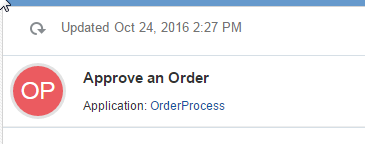 Updated Oct 24, 2016 2:27 PM
OP
Approve an Order
Application: OrderProcess